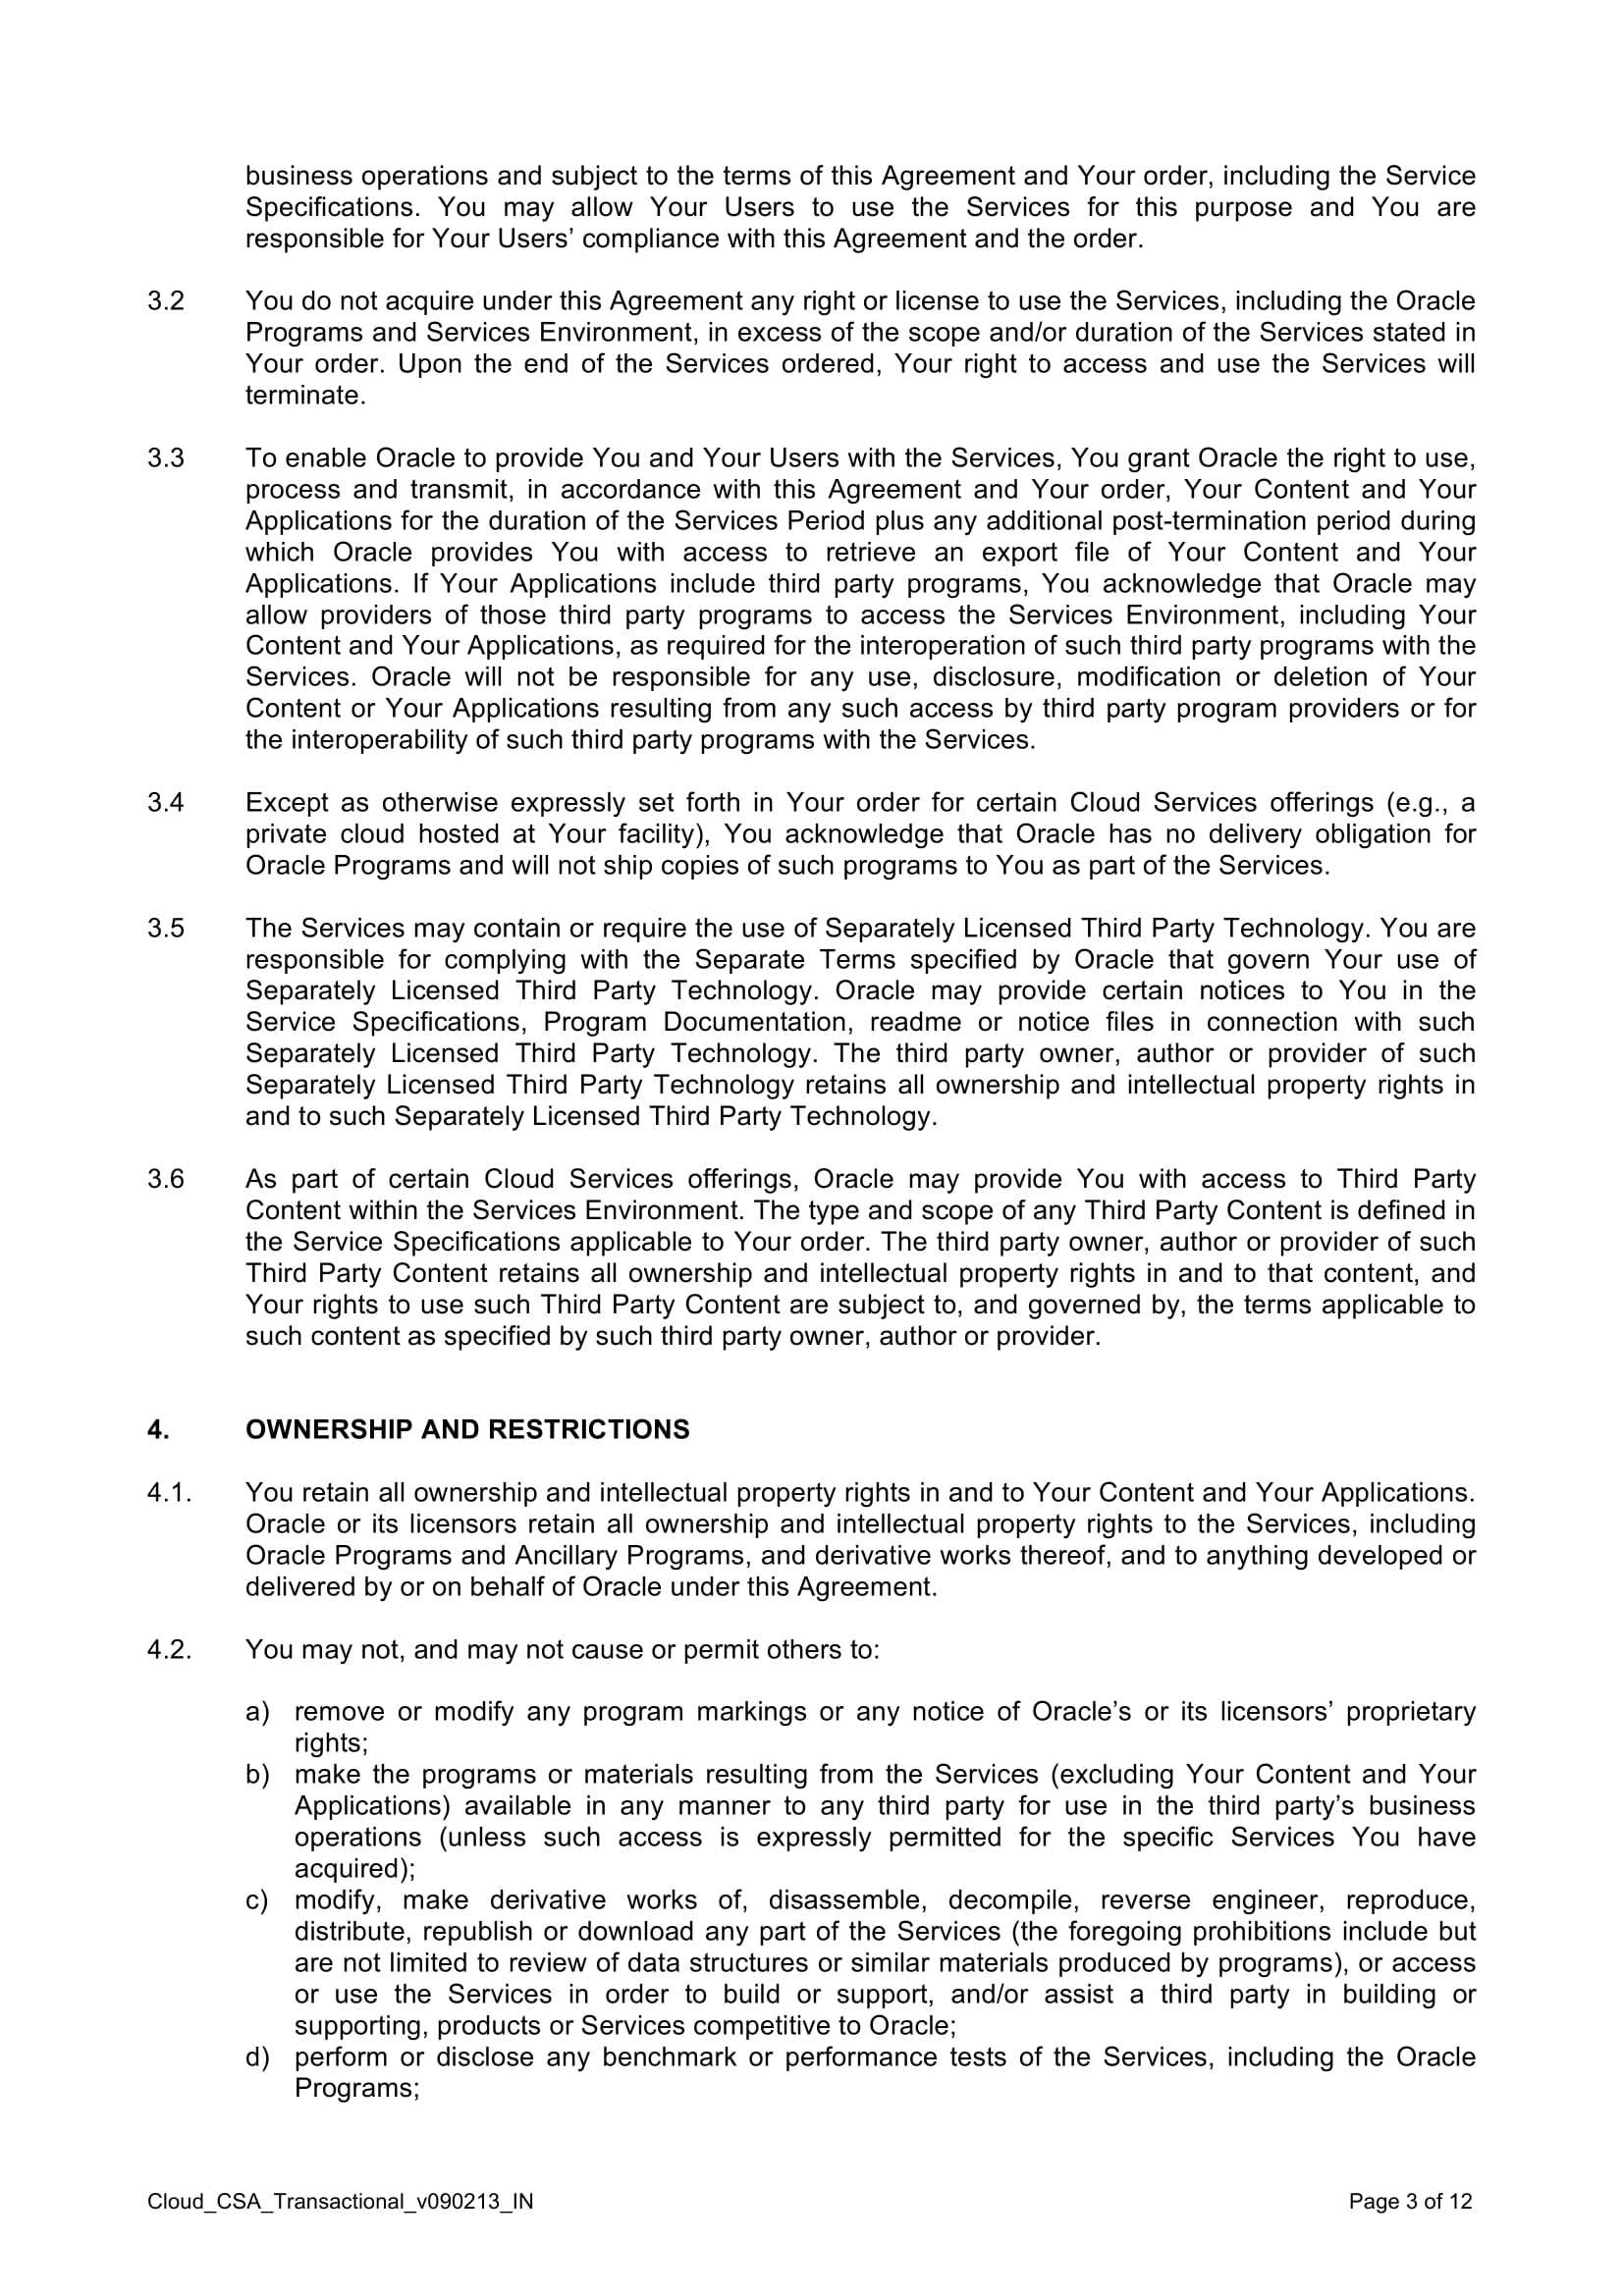 business operations and subject to the terms of this Agreement and Your order, including the Service
Specifications. You may allow Your Users to use the Services for this purpose and You are
responsible for Your Users’ compliance with this Agreement and the order.
3.2 You do not acquire under this Agreement any right or license to use the Services, including the Oracle
Programs and Services Environment, in excess of the scope and/or duration of the Services stated in
Your order. Upon the end of the Services ordered, Your right to access and use the Services will
terminate.
3.3 To enable Oracle to provide You and Your Users with the Services, You grant Oracle the right to use,
process and transmit, in accordance with this Agreement and Your order, Your Content and Your
Applications for the duration of the Services Period plus any additional post-termination period during
which Oracle provides You with access to retrieve an export file of Your Content and Your
Applications. If Your Applications include third party programs, You acknowledge that Oracle may
allow providers of those third party programs to access the Services Environment, including Your
Content and Your Applications, as required for the interoperation of such third party programs with the
Services. Oracle will not be responsible for any use, disclosure, modification or deletion of Your
Content or Your Applications resulting from any such access by third party program providers or for
the interoperability of such third party programs with the Services.
3.4 Except as otherwise expressly set forth in Your order for certain Cloud Services offerings (e.g., a
private cloud hosted at Your facility), You acknowledge that Oracle has no delivery obligation for
Oracle Programs and will not ship copies of such programs to You as part of the Services.
3.5 The Services may contain or require the use of Separately Licensed Third Party Technology. You are
responsible for complying with the Separate Terms specified by Oracle that govern Your use of
Separately Licensed Third Party Technology. Oracle may provide certain notices to You in the
Service Specifications, Program Documentation, readme or notice files in connection with such
Separately Licensed Third Party Technology. The third party owner, author or provider of such
Separately Licensed Third Party Technology retains all ownership and intellectual property rights in
and to such Separately Licensed Third Party Technology.
3.6 As part of certain Cloud Services offerings, Oracle may provide You with access to Third Party
Content within the Services Environment. The type and scope of any Third Party Content is defined in
the Service Specifications applicable to Your order. The third party owner, author or provider of such
Third Party Content retains all ownership and intellectual property rights in and to that content, and
Your rights to use such Third Party Content are subject to, and governed by, the terms applicable to
such content as specified by such third party owner, author or provider.
4. OWNERSHIP AND RESTRICTIONS
4.1. You retain all ownership and intellectual property rights in and to Your Content and Your Applications.
Oracle or its licensors retain all ownership and intellectual property rights to the Services, including
Oracle Programs and Ancillary Programs, and derivative works thereof, and to anything developed or
delivered by or on behalf of Oracle under this Agreement.
4.2. You may not, and may not cause or permit others to:
a) remove or modify any program markings or any notice of Oracle’s or its licensors’ proprietary
rights;
b) make the programs or materials resulting from the Services (excluding Your Content and Your
Applications) available in any manner to any third party for use in the third party’s business
operations (unless such access is expressly permitted for the specific Services You have
acquired);
c) modify, make derivative works of, disassemble, decompile, reverse engineer, reproduce,
distribute, republish or download any part of the Services (the foregoing prohibitions include but
are not limited to review of data structures or similar materials produced by programs), or access
or use the Services in order to build or support, and/or assist a third party in building or
supporting, products or Services competitive to Oracle;
d) perform or disclose any benchmark or performance tests of the Services, including the Oracle
Programs;
Cloud_CSA_Transactional_v090213_IN Page 3 of 12